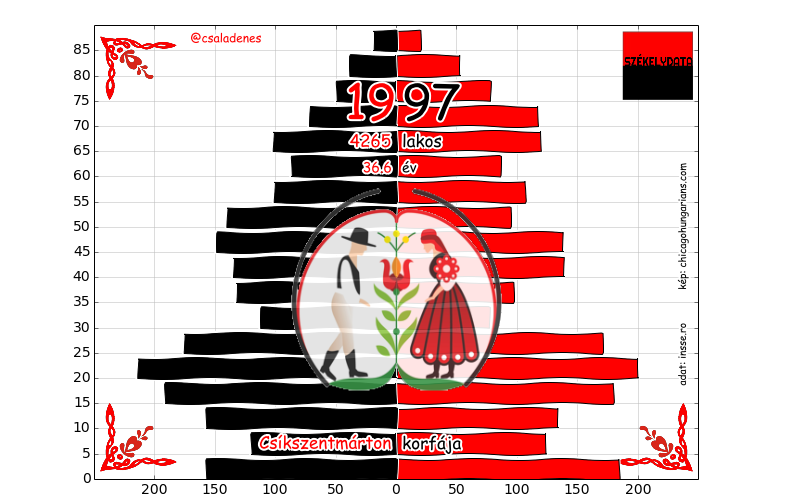 @csaladenes
SZÉKELYDATA
1997
4265 lakos
36.6 év
kép: chicagohungarians.com
adat: insse.ro
Csíkszentmárton korfája
85
80
75
70
65
60
55
50
45
40
35
30
25
20
15
10
5
0
200 150 100 50 0 50 100 150 200